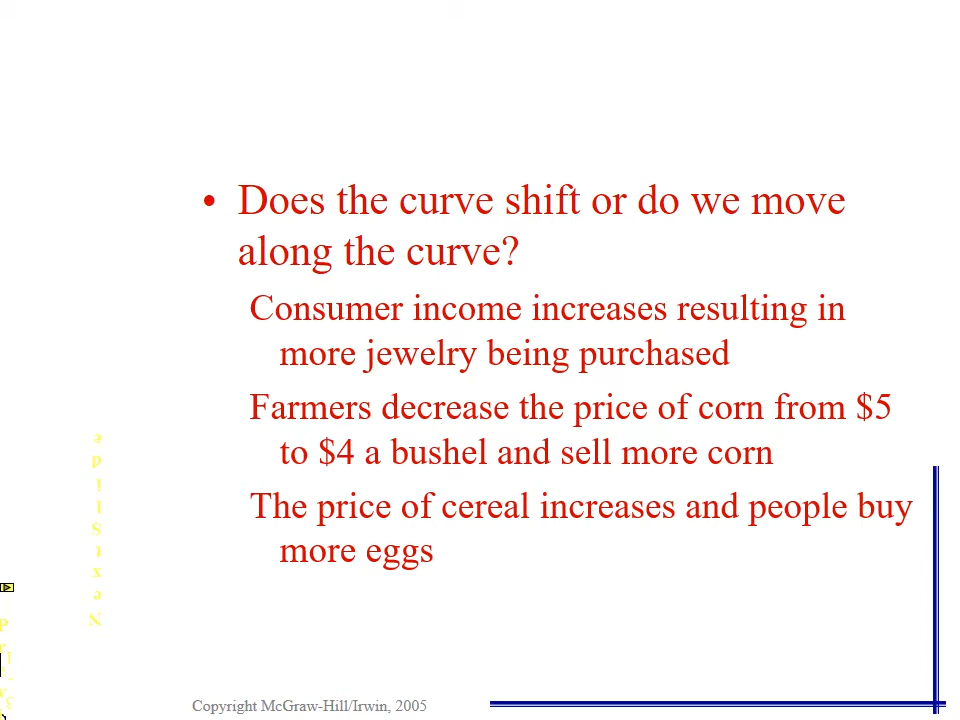 • Does the curve shift or do we move
along the curve?
Consumer income increases resulting in
more jewelry being purchased
Farmers decrease the price of corn from $5
to $4 a bushel and sell more corn
The price of cereal increases and people buy
more eggs
Next Slide
Copyright McGraw-Hill/Irwin, 2005